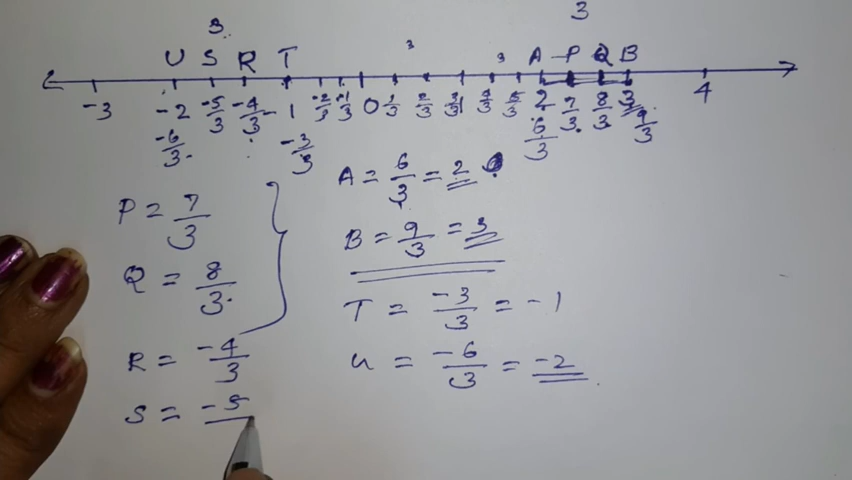 3 3
3 3
U S R T A P Q B
-3 -2 -5/3 -4/3 -1 -2/3 -1/3 0 1/3 2/3 3/3 1 4/3 5/3 2 7/3 8/3 3 4
-6/3 -3/3 6/3 9/3
A = 6/3 = 2
P = 7/3
B = 9/3 = 3
Q = 8/3
T = -3/3 = -1
R = -4/3
U = -6/3 = -2
S = -5